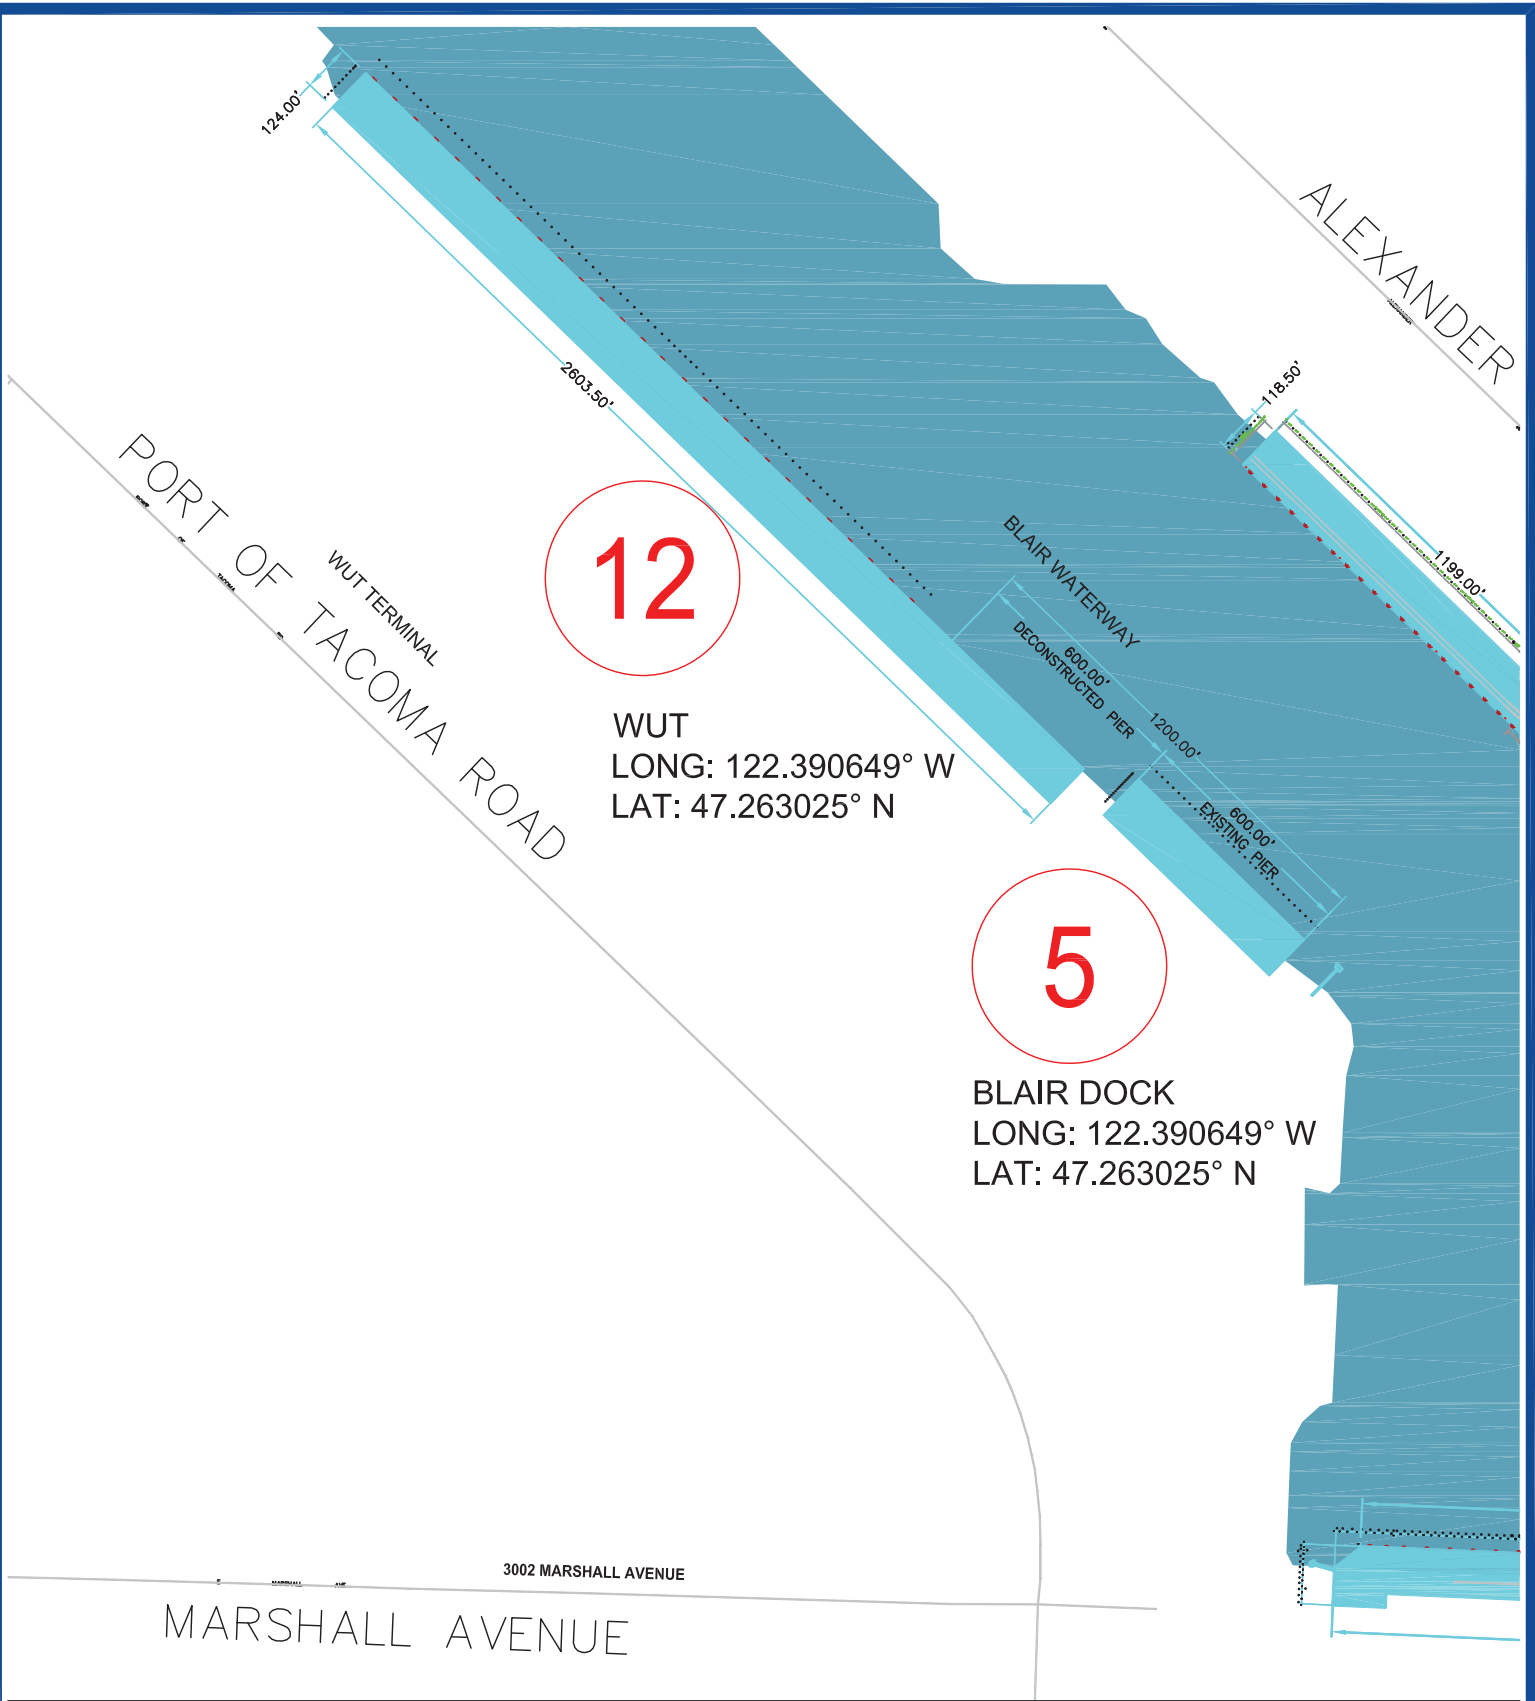 124.00'
ALEXANDER
2603.50'
118.50'
1199.00'
PORT OF TACOMA ROAD
WUT TERMINAL
12
WUT
LONG: 122.390649° W
LAT: 47.263025° N
BLAIR WATERWAY
600.00'
DECONSTRUCTED PIER
1200.00'
600.00'
EXISTING PIER
5
BLAIR DOCK
LONG: 122.390649° W
LAT: 47.263025° N
3002 MARSHALL AVENUE
MARSHALL AVENUE